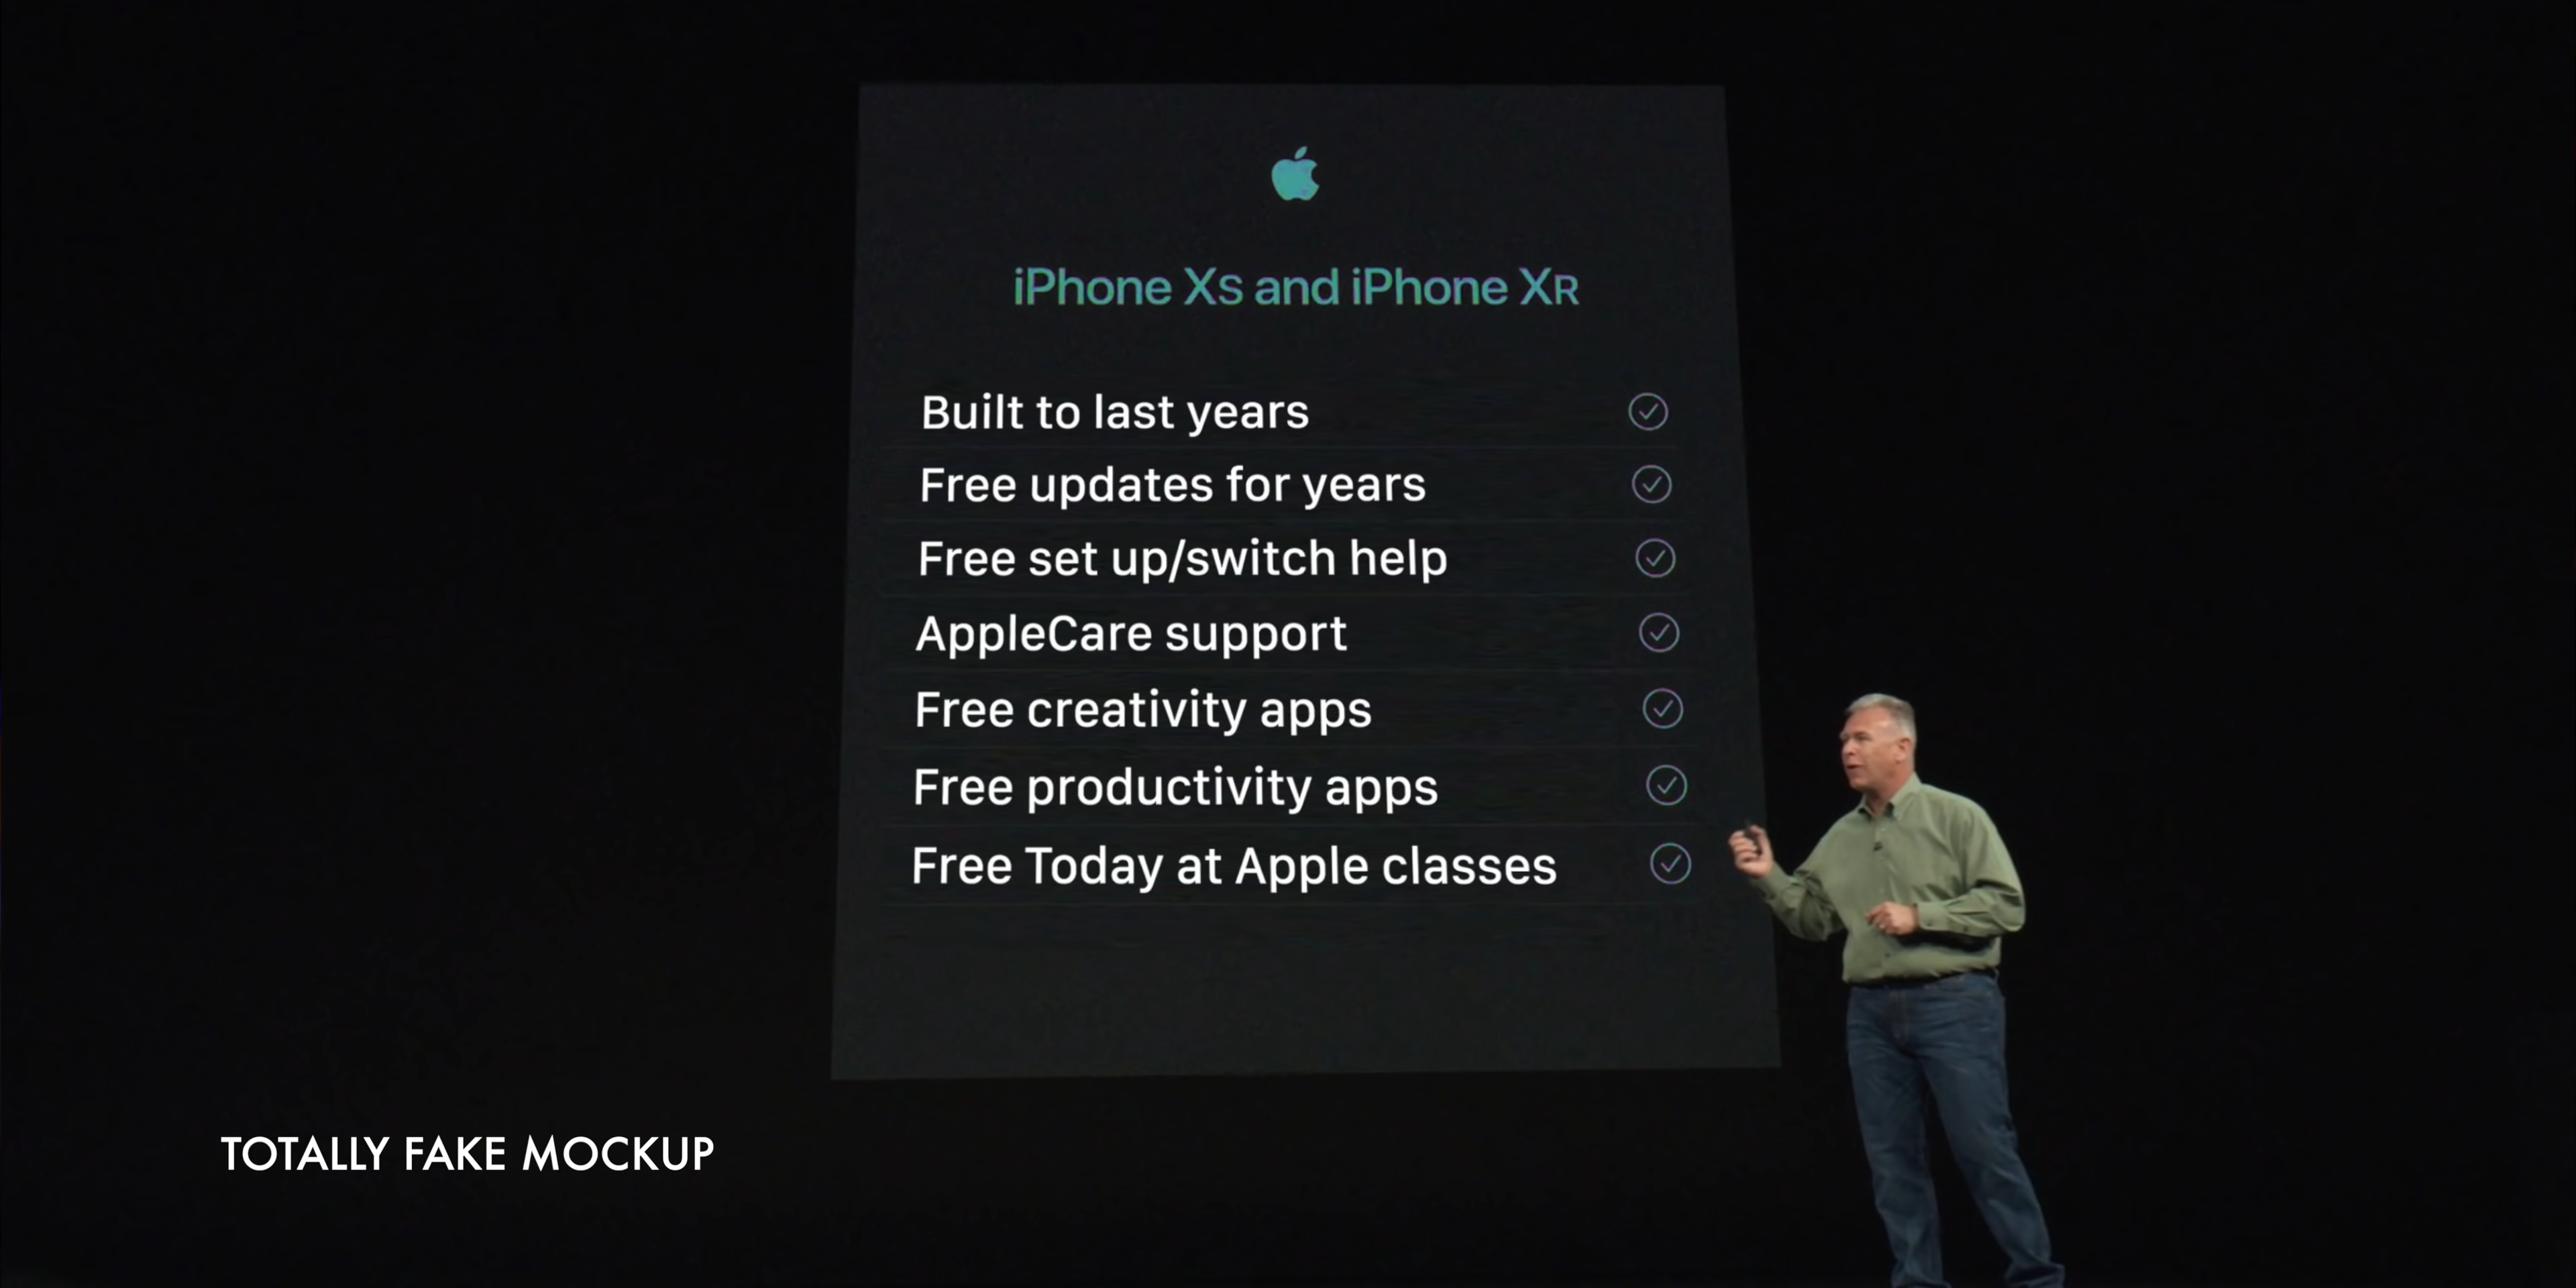 iPhone XS and iPhone XR
Built to last years
Free updates for years
Free set up/switch help
AppleCare support
Free creativity apps
Free productivity apps
Free Today at Apple classes
TOTALLY FAKE MOCKUP